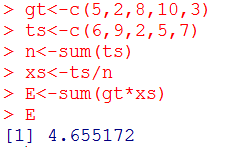 > gt<-c(5,2,8,10,3)
> ts<-c(6,9,2,5,7)
> n<-sum(ts)
> xs<-ts/n
> E<-sum(gt*xs)
> E
[1] 4.655172